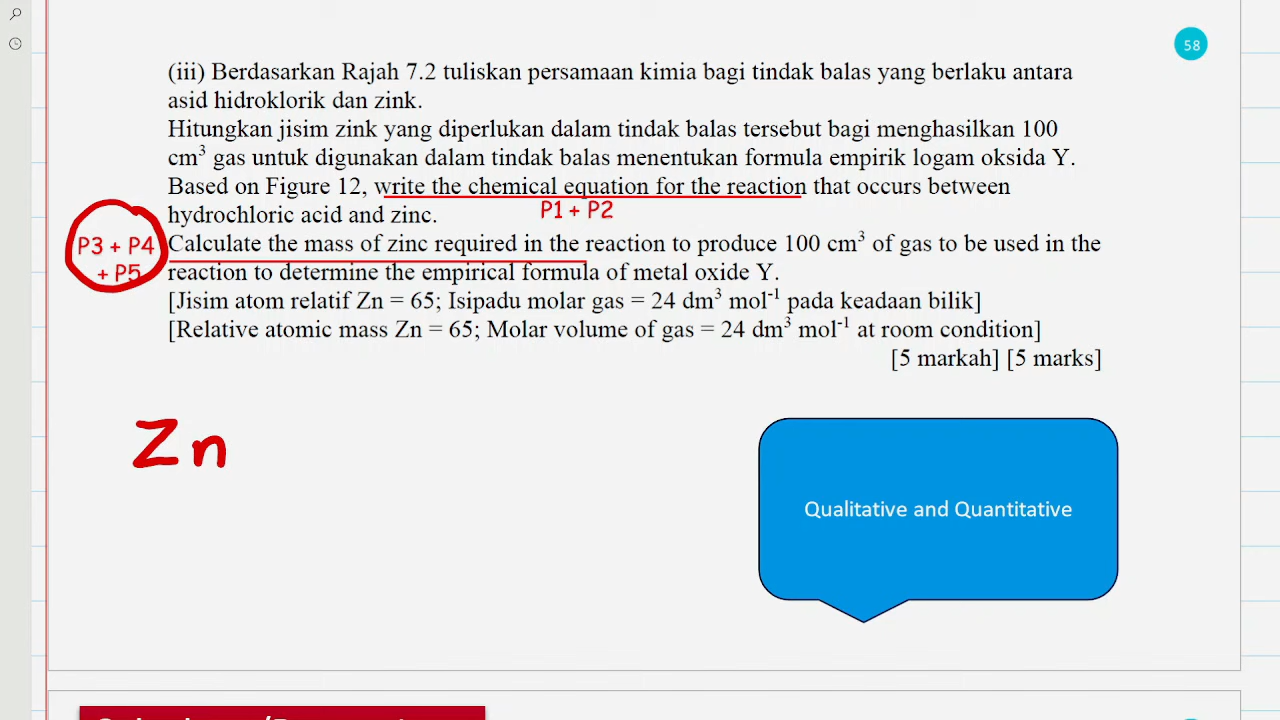 58
(iii) Berdasarkan Rajah 7.2 tuliskan persamaan kimia bagi tindak balas yang berlaku antara
asid hidroklorik dan zink.
Hitungkan jisim zink yang diperlukan dalam tindak balas tersebut bagi menghasilkan 100
cm³ gas untuk digunakan dalam tindak balas menentukan formula empirik logam oksida Y.
Based on Figure 12, write the chemical equation for the reaction that occurs between
hydrochloric acid and zinc.
P1 + P2
P3 + P4
+ P5
Calculate the mass of zinc required in the reaction to produce 100 cm³ of gas to be used in the
reaction to determine the empirical formula of metal oxide Y.
[Jisim atom relatif Zn = 65; Isipadu molar gas = 24 dm³ mol⁻¹ pada keadaan bilik]
[Relative atomic mass Zn = 65; Molar volume of gas = 24 dm³ mol⁻¹ at room condition]
[5 markah] [5 marks]
Zn
Qualitative and Quantitative